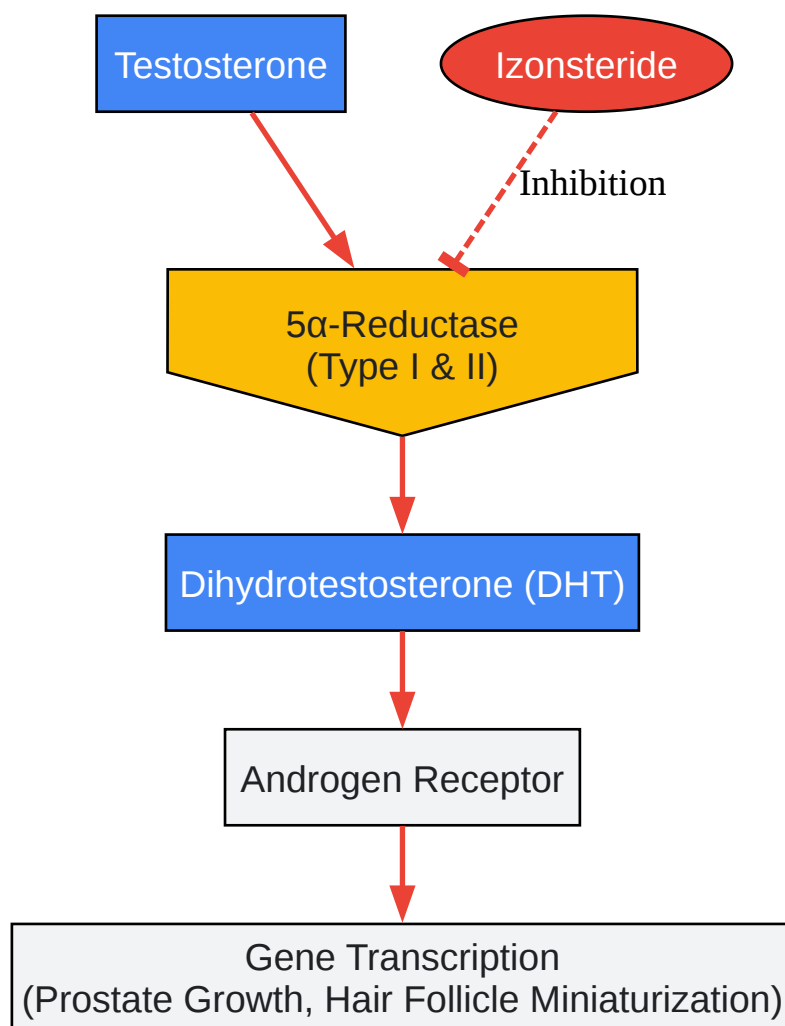 Testosterone
Izonsteride
Inhibition
5α-Reductase
(Type I & II)
Dihydrotestosterone (DHT)
Androgen Receptor
Gene Transcription
(Prostate Growth, Hair Follicle Miniaturization)